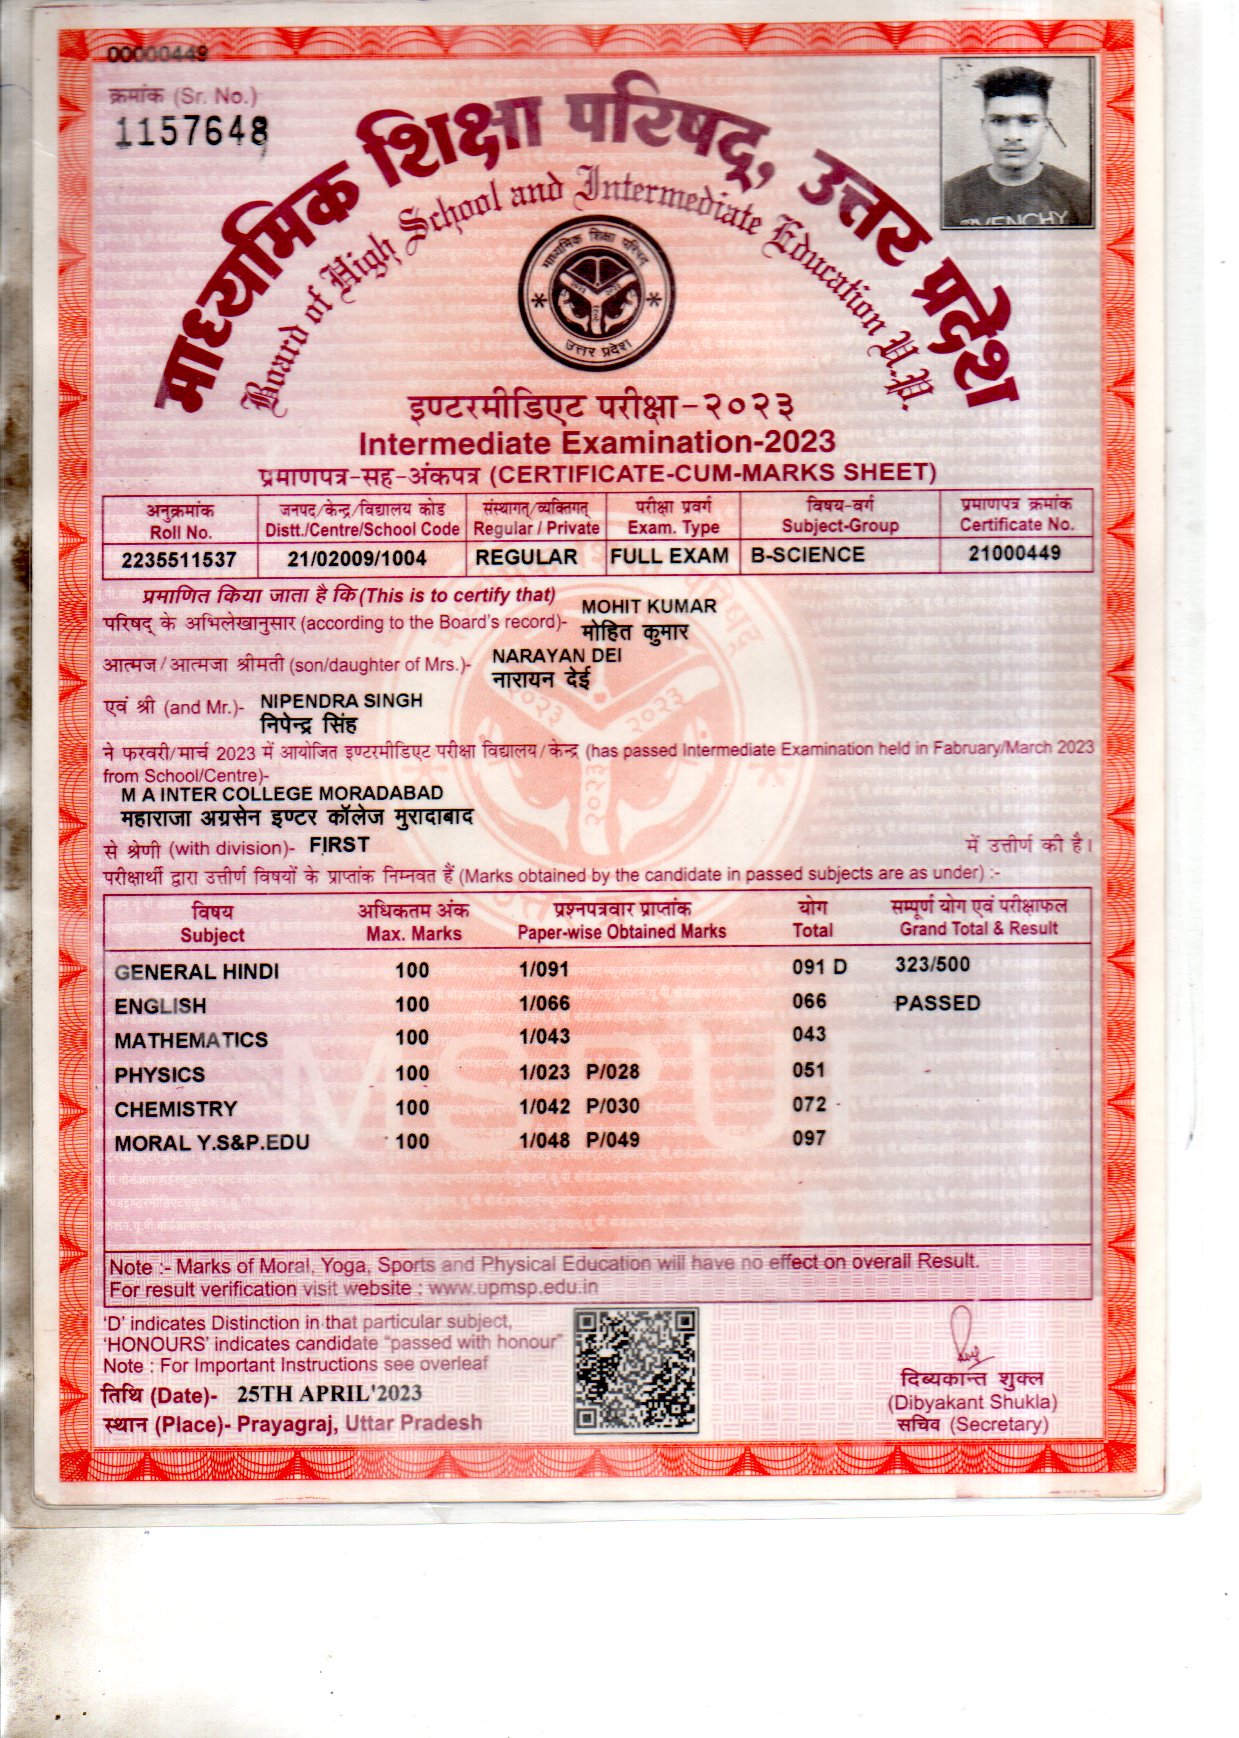 00000449
क्रमांक (Sr. No.)
1157648
माध्यमिक शिक्षा परिषद्, उत्तर प्रदेश
Board of High School and Intermediate Education U.P.
माध्यमिक शिक्षा परिषद्
उत्तर प्रदेश
GIVENCHY
इण्टरमीडिएट परीक्षा-२०२३
Intermediate Examination-2023
प्रमाणपत्र-सह-अंकपत्र (CERTIFICATE-CUM-MARKS SHEET)
अनुक्रमांक जनपद/केन्द्र/विद्यालय कोड संस्थागत्/व्यक्तिगत् परीक्षा प्रवर्ग विषय-वर्ग प्रमाणपत्र क्रमांक
Roll No. Distt./Centre/School Code Regular / Private Exam. Type Subject-Group Certificate No.
2235511537 21/02009/1004 REGULAR FULL EXAM B-SCIENCE 21000449
प्रमाणित किया जाता है कि (This is to certify that)
परिषद् के अभिलेखानुसार (according to the Board's record)- MOHIT KUMAR
मोहित कुमार
आत्मज/आत्मजा श्रीमती (son/daughter of Mrs.)- NARAYAN DEI
नारायन देई
एवं श्री (and Mr.)- NIPENDRA SINGH
निपेन्द्र सिंह
ने फरवरी/मार्च 2023 में आयोजित इण्टरमीडिएट परीक्षा विद्यालय/केन्द्र (has passed Intermediate Examination held in Fabruary/March 2023
from School/Centre)-
M A INTER COLLEGE MORADABAD
महाराजा अग्रसेन इण्टर कॉलेज मुरादाबाद
से श्रेणी (with division)- FIRST में उत्तीर्ण की है।
परीक्षार्थी द्वारा उत्तीर्ण विषयों के प्राप्तांक निम्नवत हैं (Marks obtained by the candidate in passed subjects are as under) :-
विषय अधिकतम अंक प्रश्नपत्रवार प्राप्तांक योग सम्पूर्ण योग एवं परीक्षाफल
Subject Max. Marks Paper-wise Obtained Marks Total Grand Total & Result
GENERAL HINDI 100 1/091 091 D 323/500
ENGLISH 100 1/066 066 PASSED
MATHEMATICS 100 1/043 043
PHYSICS 100 1/023 P/028 051
CHEMISTRY 100 1/042 P/030 072
MORAL Y.S&P.EDU 100 1/048 P/049 097
Note :- Marks of Moral, Yoga, Sports and Physical Education will have no effect on overall Result.
For result verification visit website : www.upmsp.edu.in
'D' indicates Distinction in that particular subject,
'HONOURS' indicates candidate "passed with honour"
Note : For Important Instructions see overleaf
तिथि (Date)- 25TH APRIL'2023
स्थान (Place)- Prayagraj, Uttar Pradesh
दिब्यकान्त शुक्ल
(Dibyakant Shukla)
सचिव (Secretary)